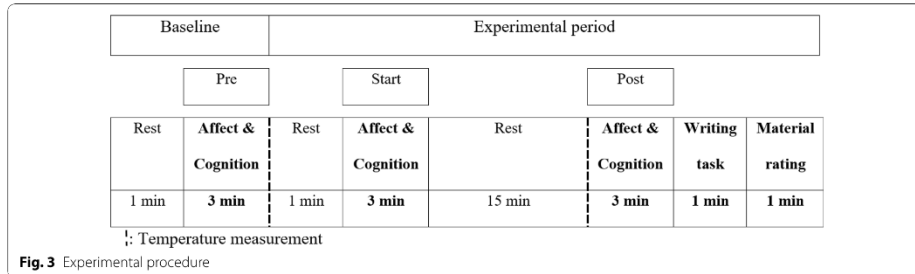 Baseline Experimental period
Pre Start Post
Rest Affect & Rest Affect & Rest Affect & Writing Material
Cognition Cognition Cognition task rating
1 min 3 min 1 min 3 min 15 min 3 min 1 min 1 min
¦: Temperature measurement
Fig. 3 Experimental procedure